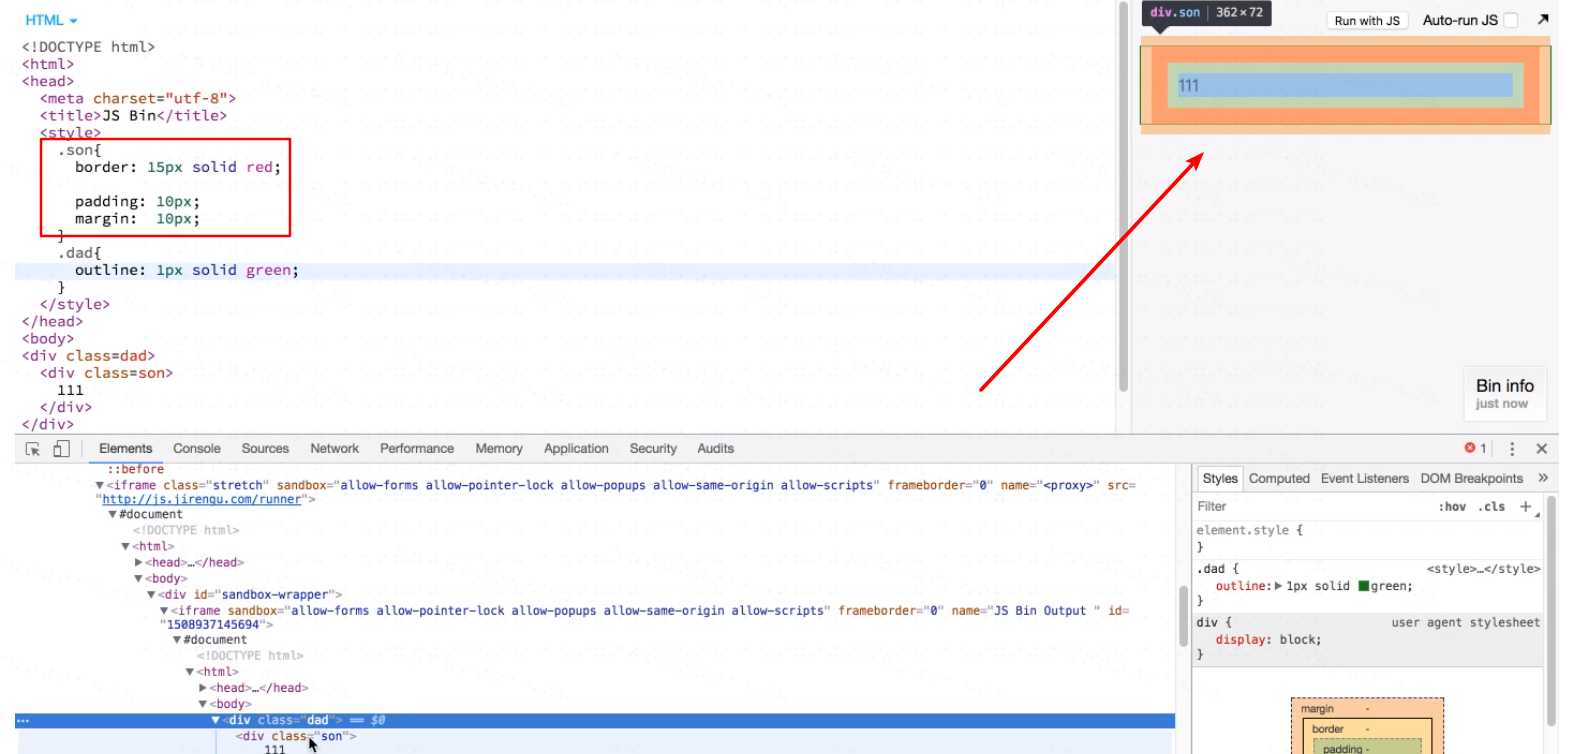 HTML
<!DOCTYPE html>
<html>
<head>
<meta charset="utf-8">
<title>JS Bin</title>
<style>
.son{
border: 15px solid red;
padding: 10px;
margin:  10px;
}
.dad{
outline: 1px solid green;
}
</style>
</head>
<body>
<div class=dad>
<div class=son>
111
</div>
</div>
div.son | 362×72
Run with JS
Auto-run JS
111
Bin info
just now
Elements Console Sources Network Performance Memory Application Security Audits
1
::before
<iframe class="stretch" sandbox="allow-forms allow-pointer-lock allow-popups allow-same-origin allow-scripts" frameborder="0" name="<proxy>" src=
"http://js.jirengu.com/runner">
#document
<!DOCTYPE html>
<html>
<head>…</head>
<body>
<div id="sandbox-wrapper">
<iframe sandbox="allow-forms allow-pointer-lock allow-popups allow-same-origin allow-scripts" frameborder="0" name="JS Bin Output " id=
"1508937145694">
#document
<!DOCTYPE html>
<html>
<head>…</head>
<body>
… <div class="dad"> == $0
<div class="son">
111
Styles Computed Event Listeners DOM Breakpoints »
Filter :hov .cls +
element.style {
}
.dad { <style>…</style>
outline: 1px solid green;
}
div { user agent stylesheet
display: block;
}
margin -
border -
padding -